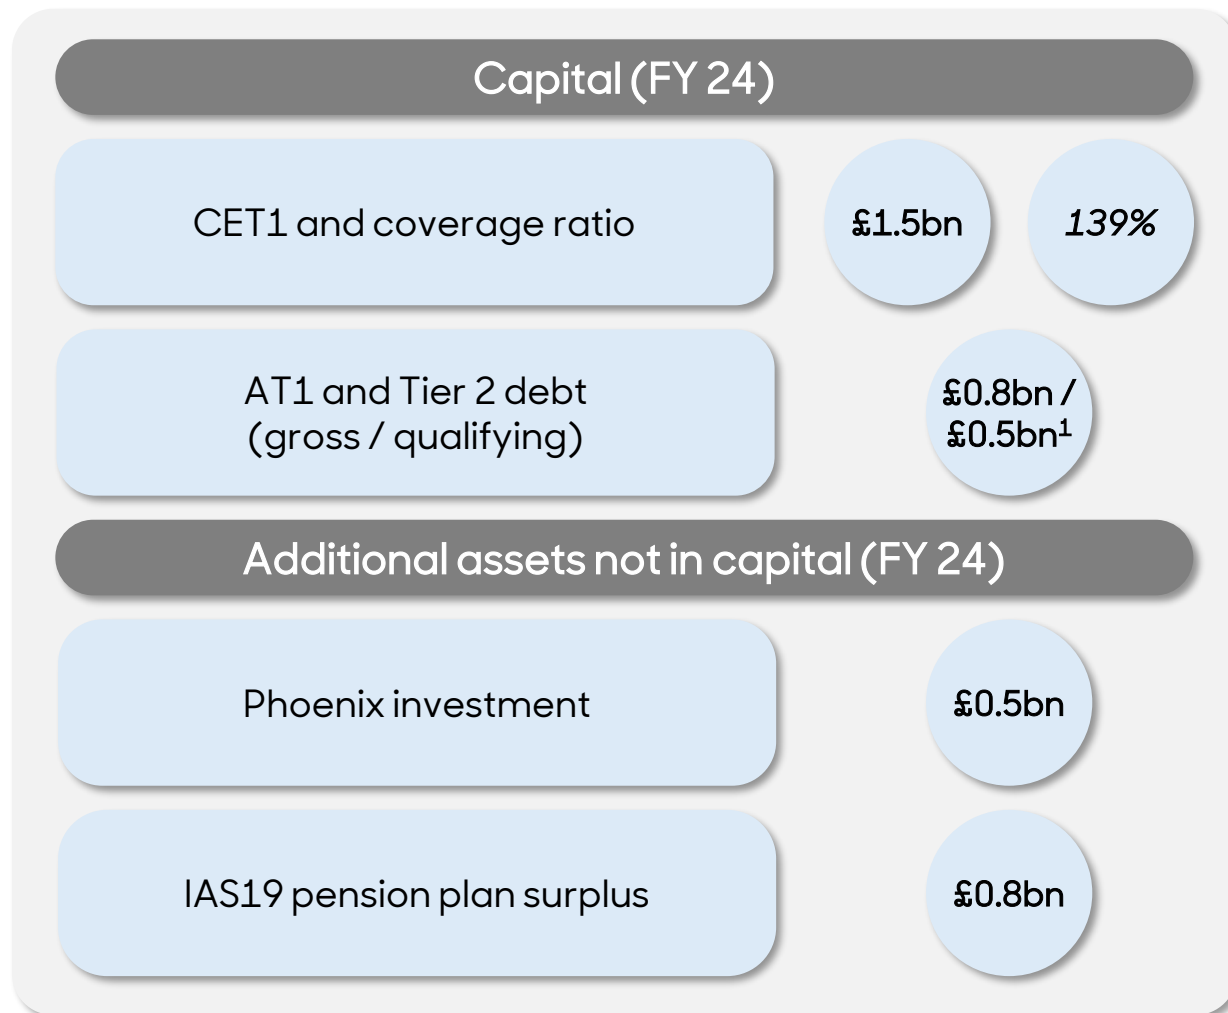 Capital (FY 24)
CET1 and coverage ratio
£1.5bn
139%
AT1 and Tier 2 debt
(gross / qualifying)
£0.8bn /
£0.5bn¹
Additional assets not in capital (FY 24)
Phoenix investment
£0.5bn
IAS19 pension plan surplus
£0.8bn